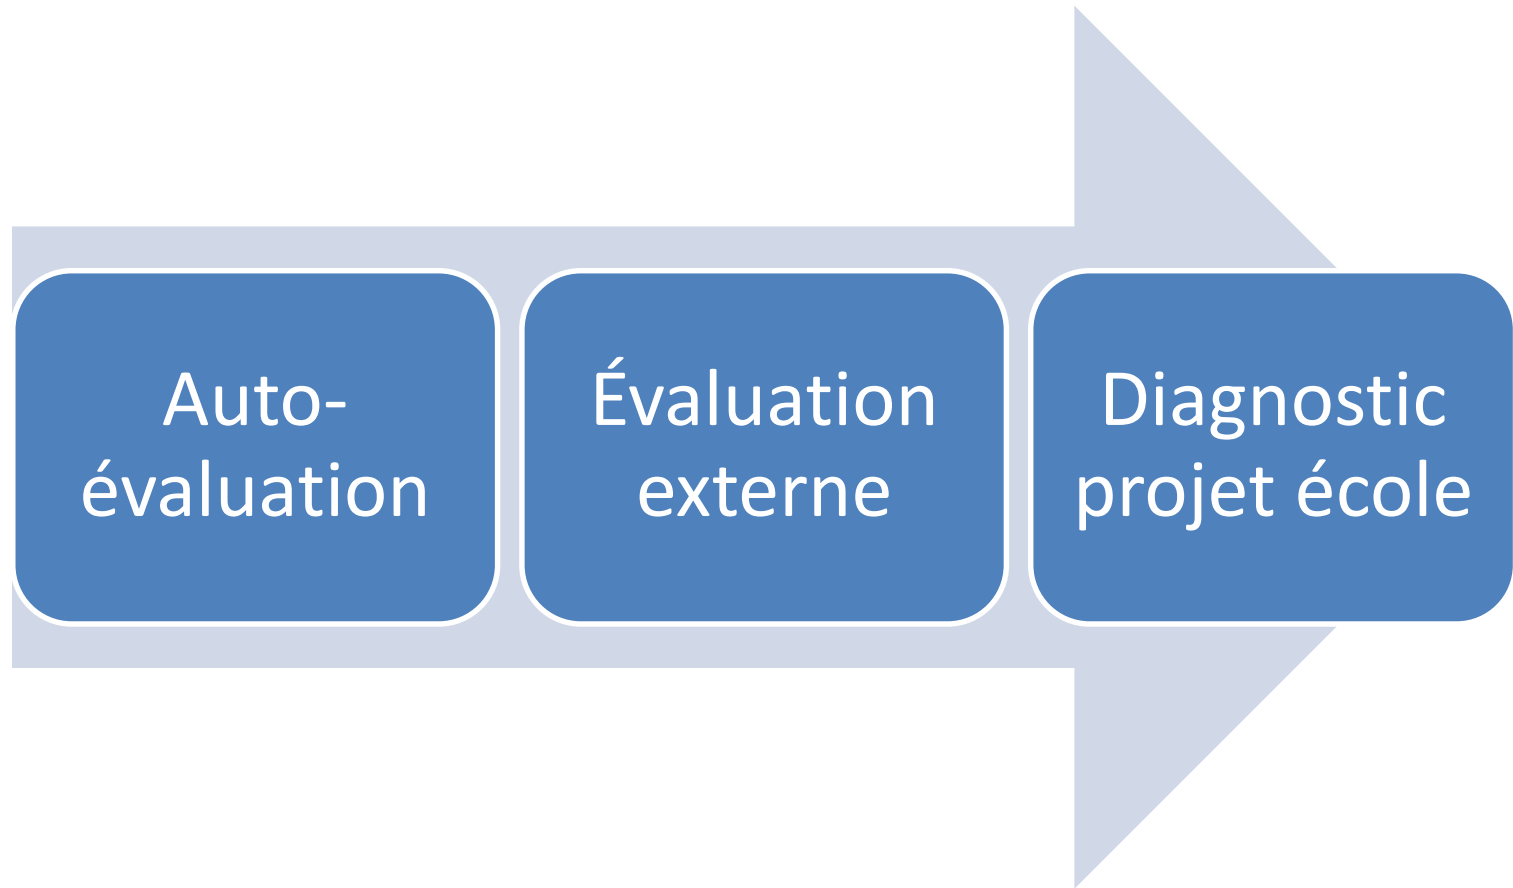 Auto-
évaluation
Évaluation
externe
Diagnostic
projet école